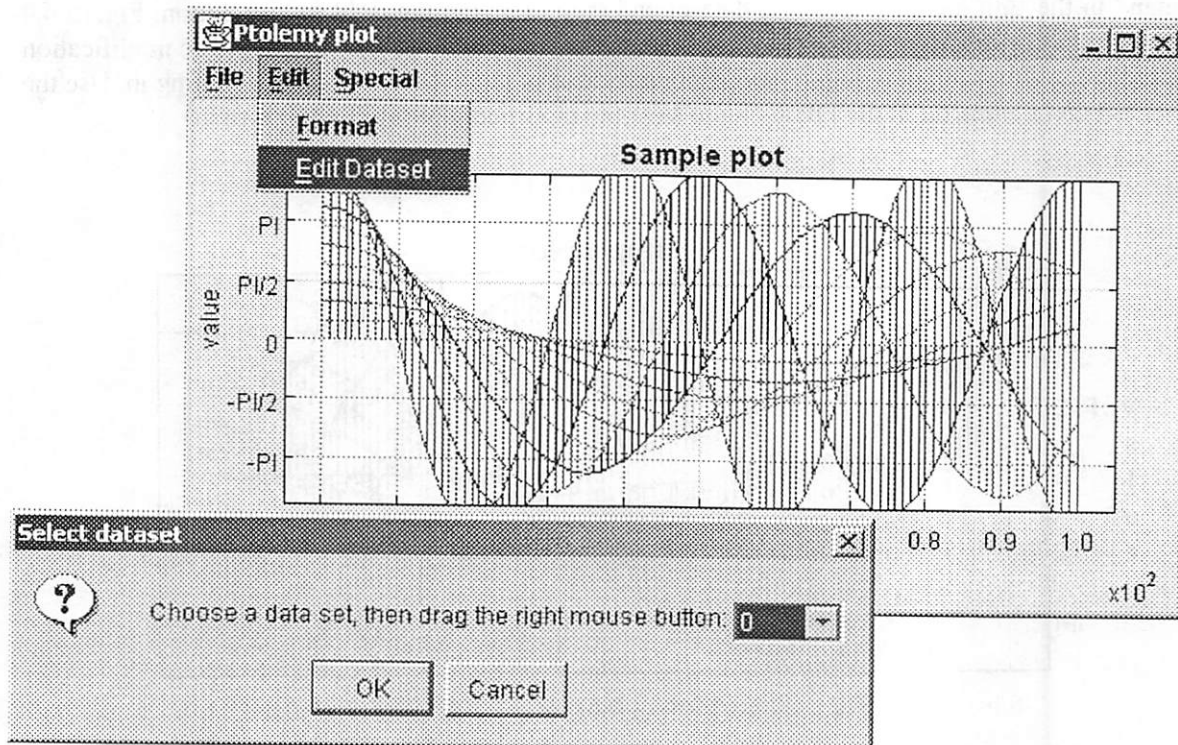 Ptolemy plot
File Edit Special
Format
Edit Dataset
Sample plot
value
PI
PI/2
0
-PI/2
-PI
0.8 0.9 1.0
x10²
Select dataset
Choose a data set, then drag the right mouse button: 0
OK Cancel